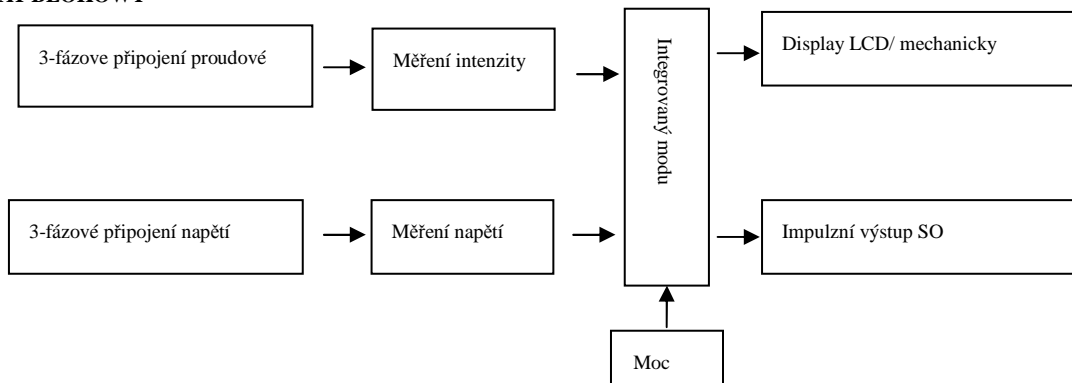 3-fázove připojení proudové
Měření intenzity
Integrovaný modu
Display LCD/ mechanicky
3-fázové připojení napětí
Měření napětí
Impulzní výstup SO
Moc